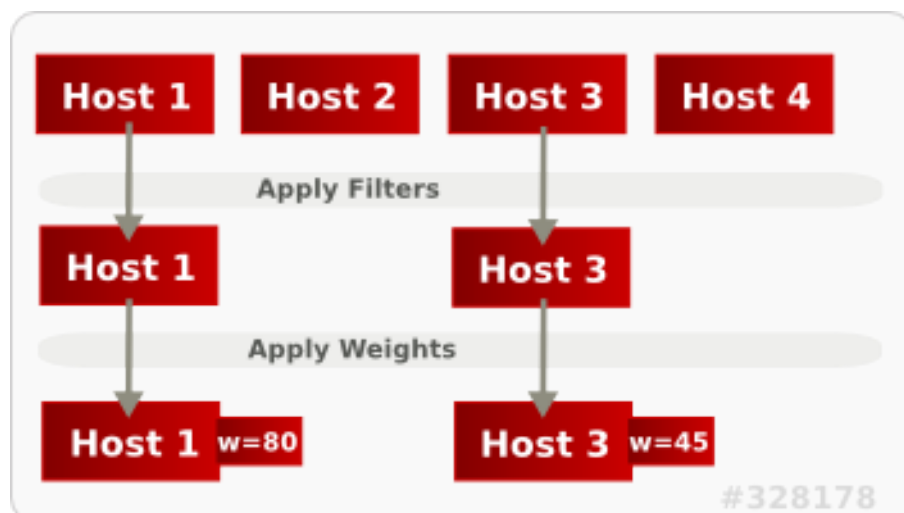 Host 1 Host 2 Host 3 Host 4
Apply Filters
Host 1 Host 3
Apply Weights
Host 1 w=80 Host 3 w=45
#328178